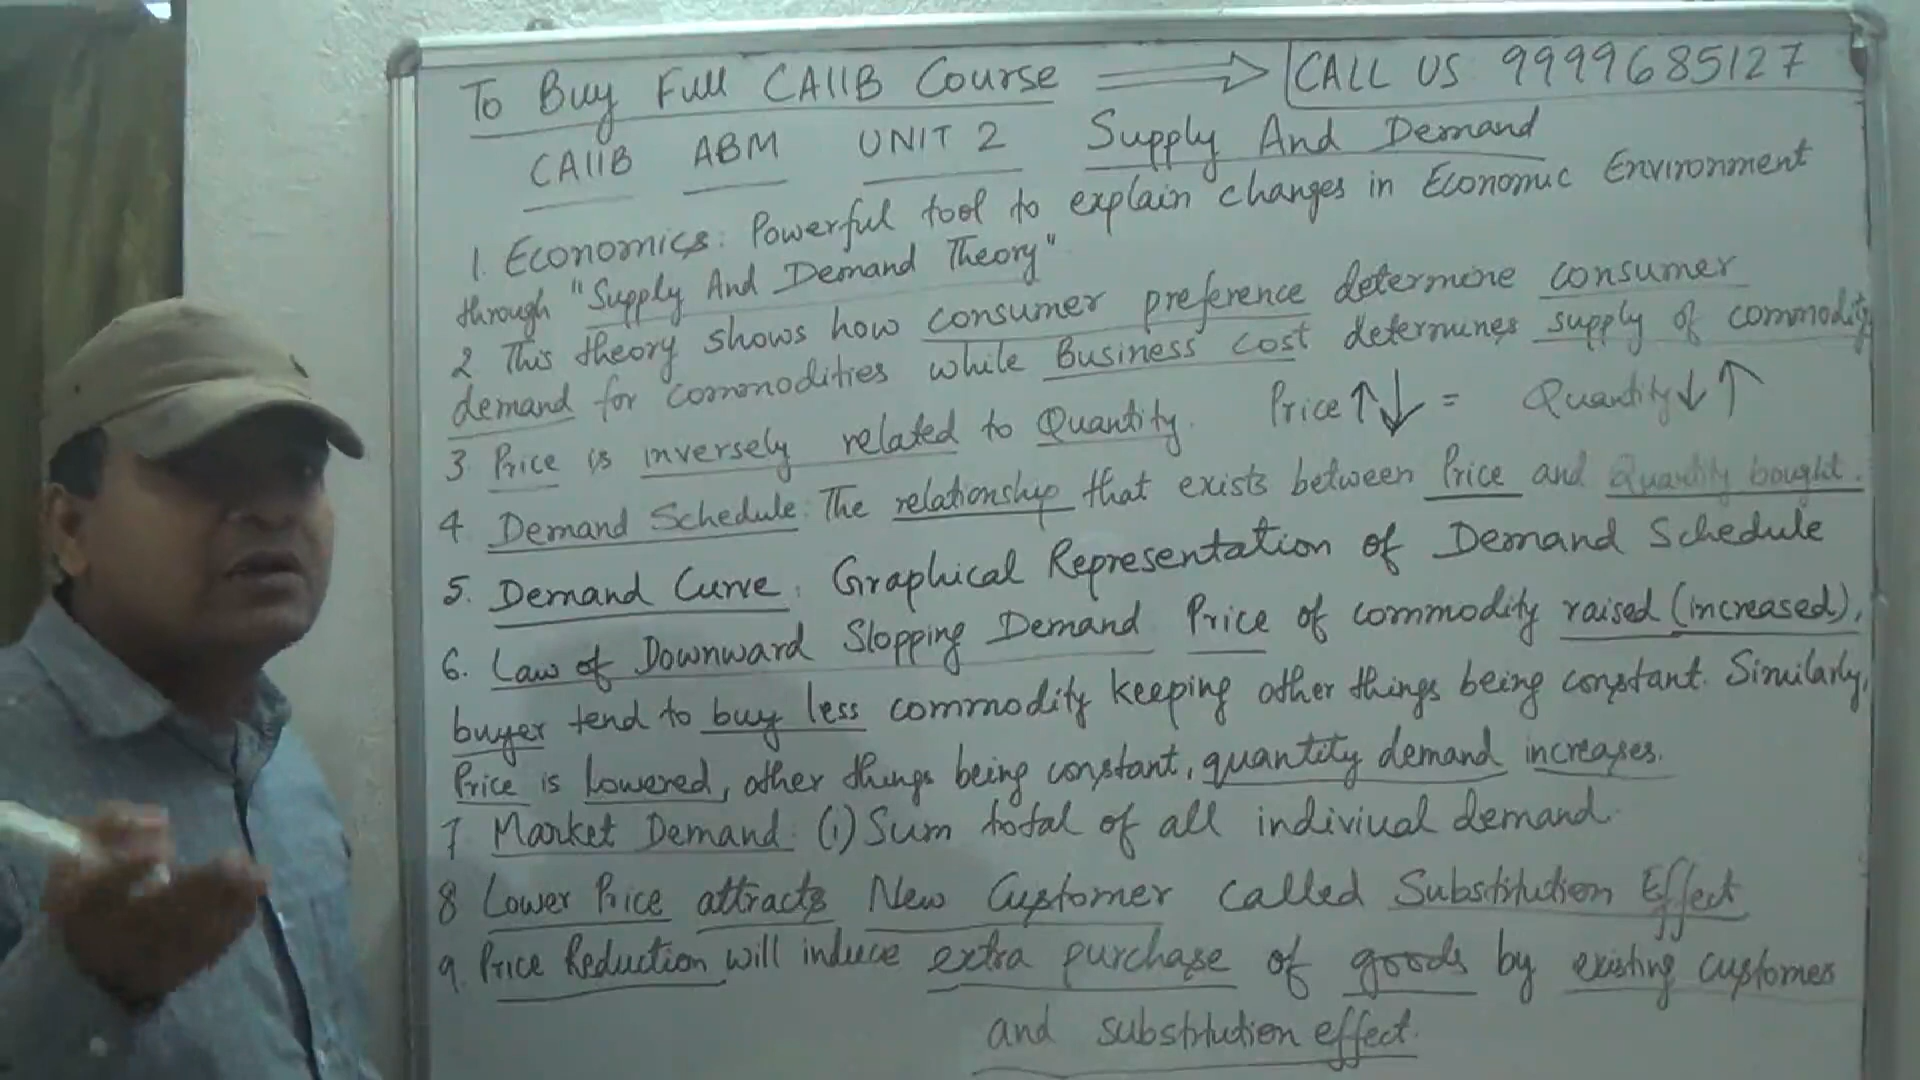 To Buy Full CAIIB Course ⟹ CALL US 9999685127
CAIIB ABM UNIT 2 Supply And Demand
1. Economics: Powerful tool to explain changes in Economic Environment
through "Supply And Demand Theory"
2 This theory shows how consumer preference determine consumer
demand for commodities while Business cost determines supply of commodity
3 Price is inversely related to Quantity. Price ↑↓ = Quantity ↓↑
4. Demand Schedule: The relationship that exists between Price and Quantity bought.
5. Demand Curve: Graphical Representation of Demand Schedule
6. Law of Downward Slopping Demand Price of commodity raised (increased),
buyer tend to buy less commodity keeping other things being constant. Similarly,
Price is Lowered, other things being constant, quantity demand increases.
7 Market Demand: (1) Sum total of all indiviual demand.
8 Lower Price attracts New Customer called Substitution Effect
9. Price Reduction will induce extra purchase of goods by existing customer
and substitution effect.